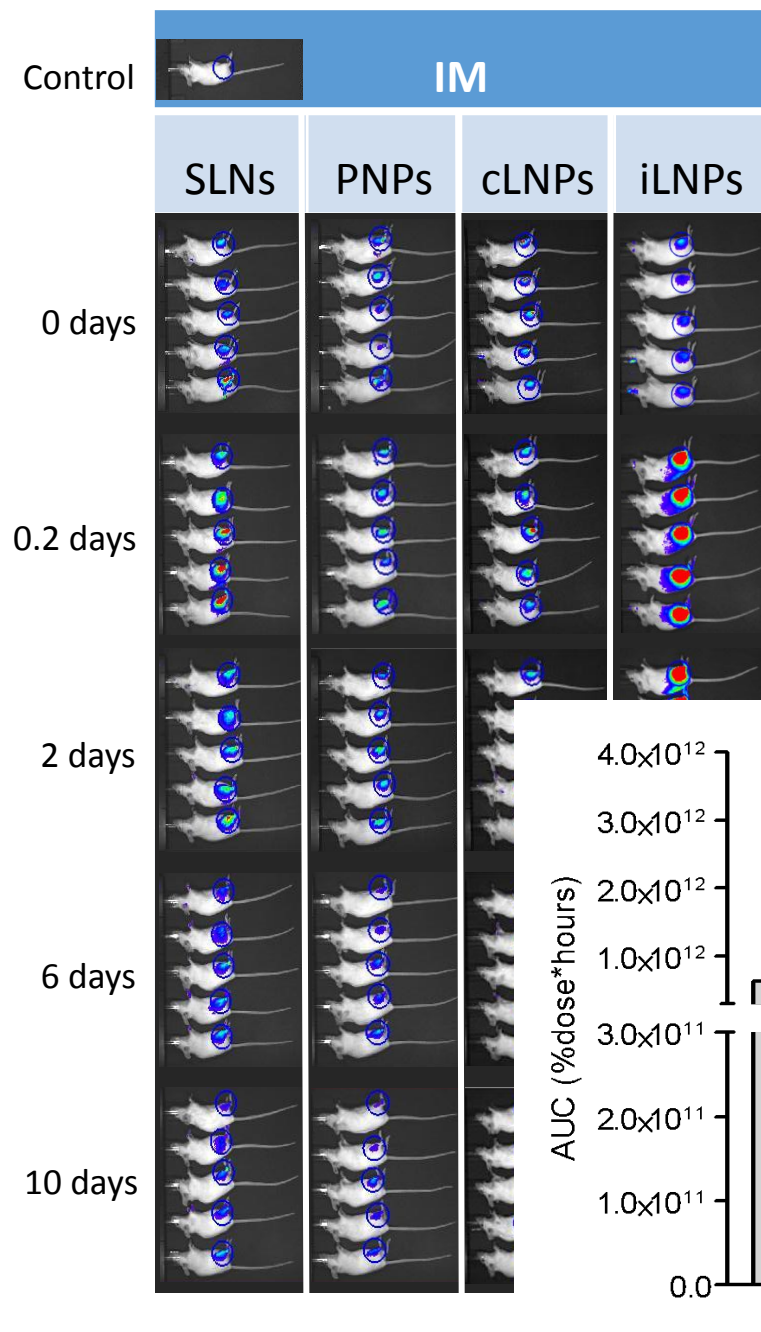 Control
IM
SLNs PNPs cLNPs iLNPs
0 days
0.2 days
2 days
6 days
10 days
AUC (%dose*hours)
4.0x10¹²
3.0x10¹²
2.0x10¹²
1.0x10¹²
3.0x10¹¹
2.0x10¹¹
1.0x10¹¹
0.0